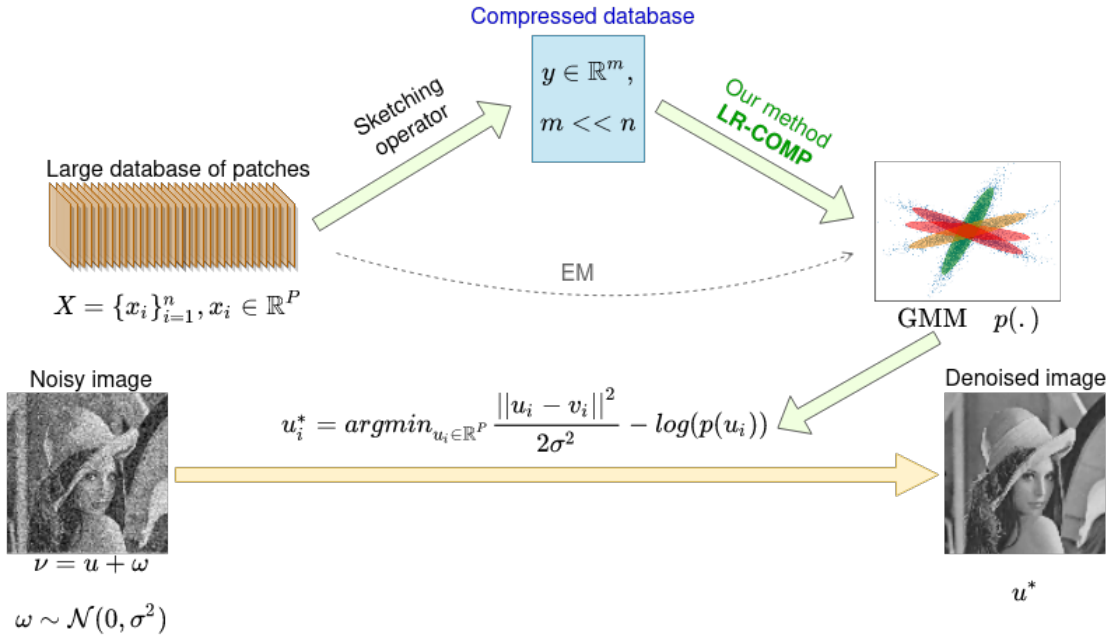 Compressed database
y ∈ ℝ^m,
m << n
Sketching
operator
Our method
LR-COMP
Large database of patches
X = {x_i}_{i=1}^n, x_i ∈ ℝ^P
EM
GMM p(.)
Noisy image
Denoised image
u_i^* = argmin_{u_i∈ℝ^P} \frac{||u_i − v_i||^2}{2σ^2} − log(p(u_i))
ν = u + ω
ω ∼ 𝒩(0, σ^2)
u^*